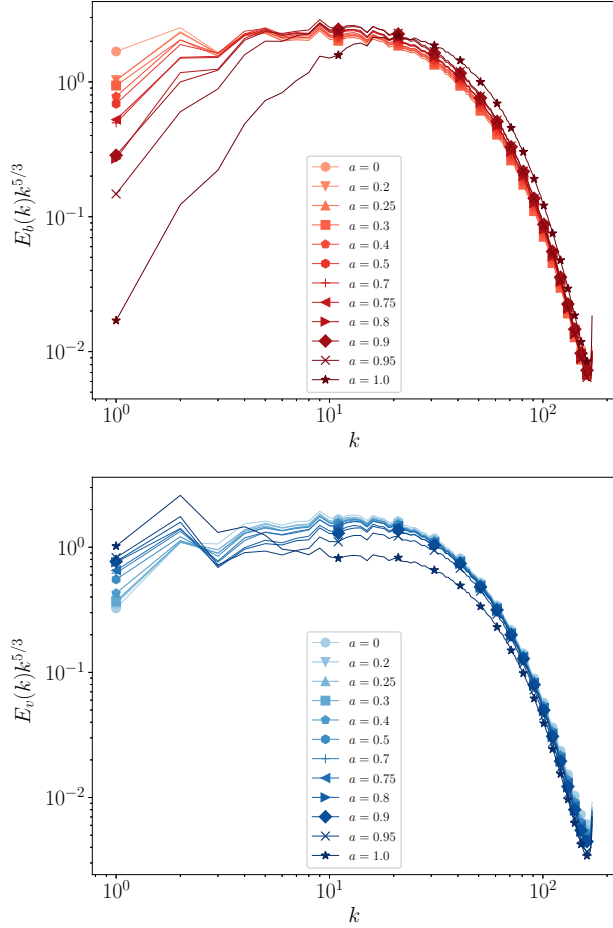 E_b(k)k^{5/3}
10^0
10^{-1}
10^{-2}
a = 0
a = 0.2
a = 0.25
a = 0.3
a = 0.4
a = 0.5
a = 0.7
a = 0.75
a = 0.8
a = 0.9
a = 0.95
a = 1.0
10^0
10^1
10^2
k
E_v(k)k^{5/3}
10^0
10^{-1}
10^{-2}
a = 0
a = 0.2
a = 0.25
a = 0.3
a = 0.4
a = 0.5
a = 0.7
a = 0.75
a = 0.8
a = 0.9
a = 0.95
a = 1.0
10^0
10^1
10^2
k